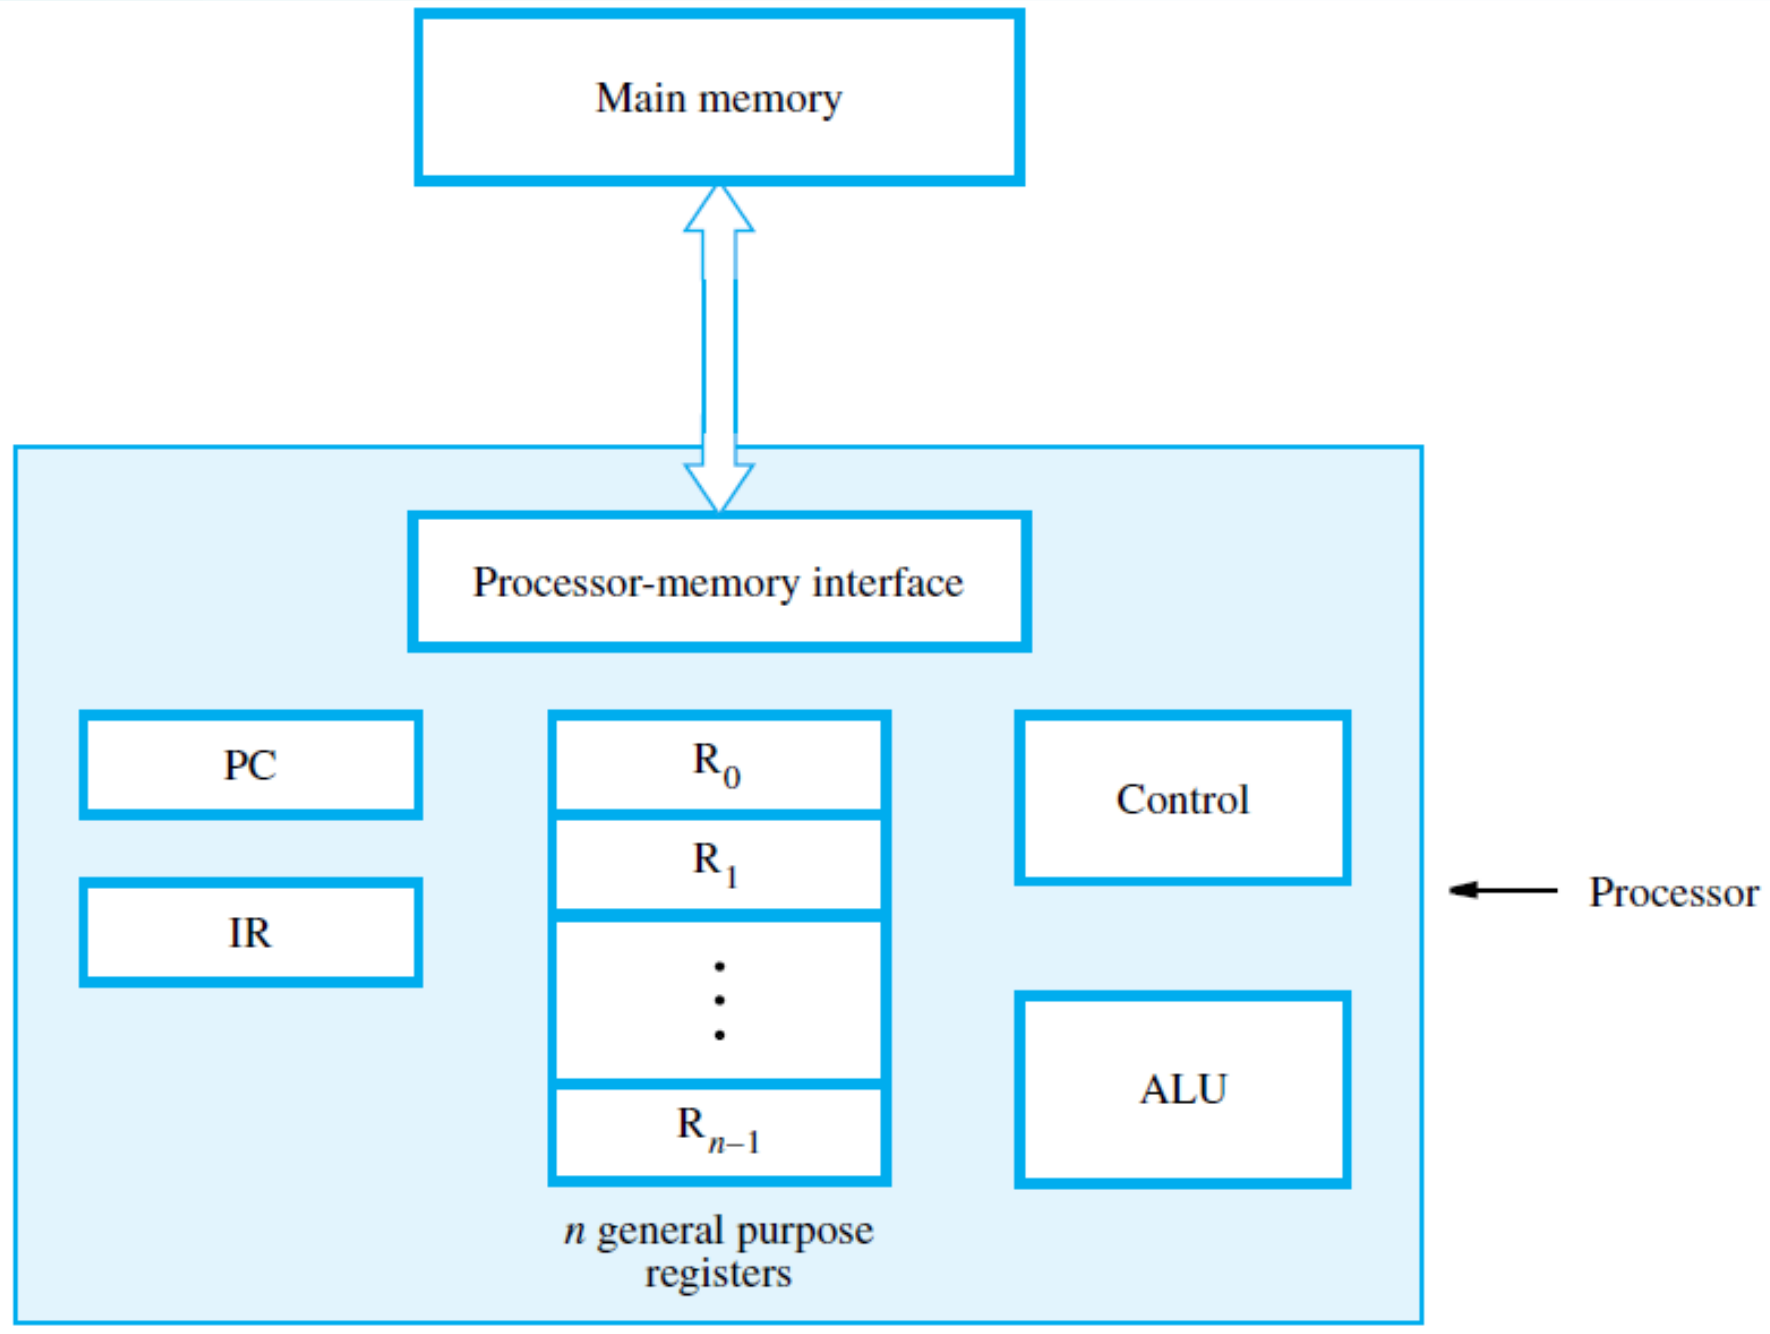 Main memory
Processor-memory interface
PC
IR
R0
R1
Rn–1
n general purpose
registers
Control
ALU
Processor